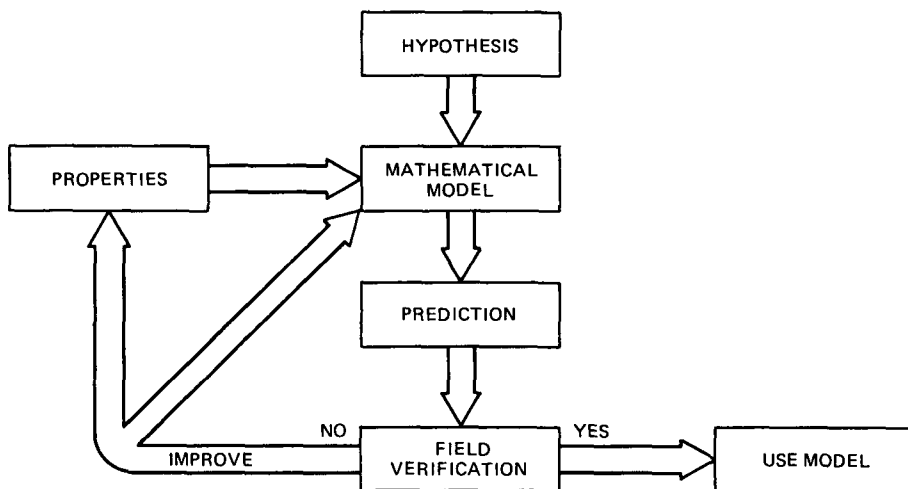 HYPOTHESIS
PROPERTIES
MATHEMATICAL
MODEL
PREDICTION
NO
YES
IMPROVE
FIELD
VERIFICATION
USE MODEL